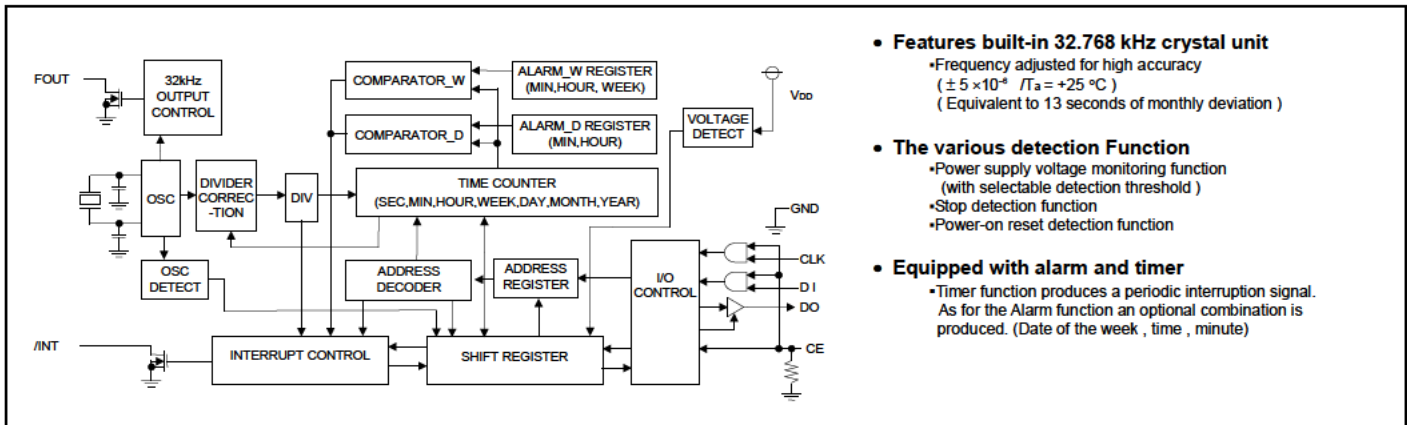 FOUT
32kHz
OUTPUT
CONTROL
COMPARATOR_W
ALARM_W REGISTER
(MIN,HOUR, WEEK)
COMPARATOR_D
ALARM_D REGISTER
(MIN,HOUR)
VOLTAGE
DETECT
VDD
OSC
DIVIDER
CORREC
-TION
DIV
TIME COUNTER
(SEC,MIN,HOUR,WEEK,DAY,MONTH,YEAR)
GND
OSC
DETECT
ADDRESS
DECODER
ADDRESS
REGISTER
I/O
CONTROL
CLK
D I
DO
CE
/INT
INTERRUPT CONTROL
SHIFT REGISTER
• Features built-in 32.768 kHz crystal unit
•Frequency adjusted for high accuracy
( ± 5 ×10⁻⁶ /Ta = +25 °C )
( Equivalent to 13 seconds of monthly deviation )
• The various detection Function
•Power supply voltage monitoring function
(with selectable detection threshold )
•Stop detection function
•Power-on reset detection function
• Equipped with alarm and timer
•Timer function produces a periodic interruption signal.
As for the Alarm function an optional combination is
produced. (Date of the week , time , minute)